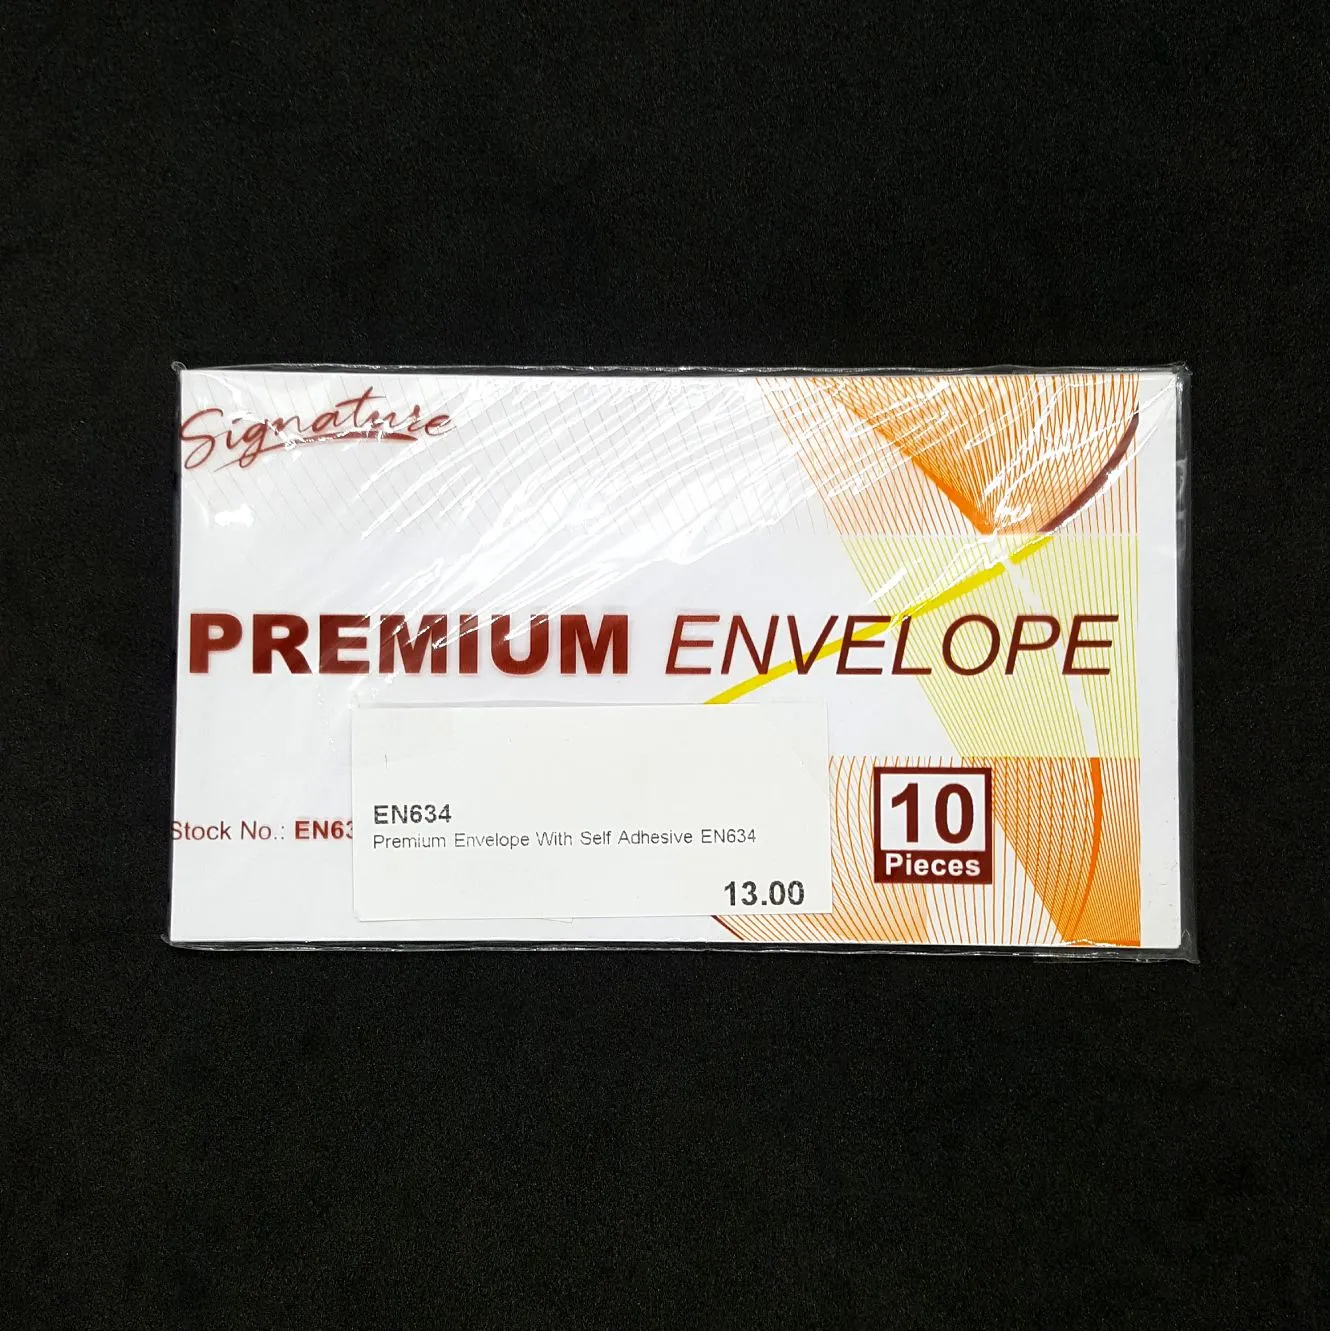 Signature
PREMIUM ENVELOPE
Stock No.: EN63
EN634
Premium Envelope With Self Adhesive EN634
13.00
10
Pieces